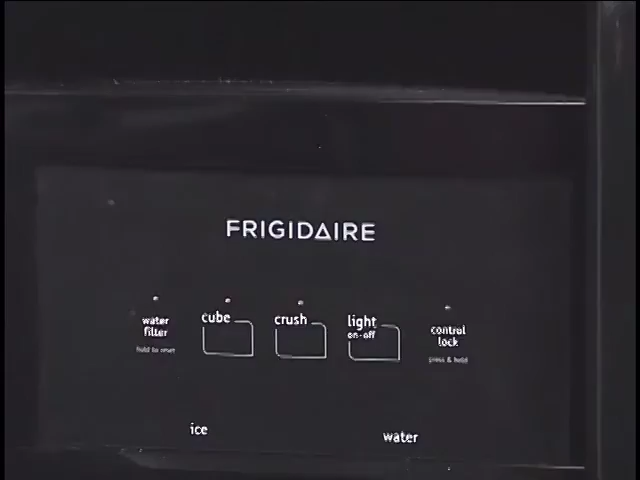 FRIGIDAIRE
water filter
hold to reset
cube
crush
light
on-off
control lock
press & hold
ice
water